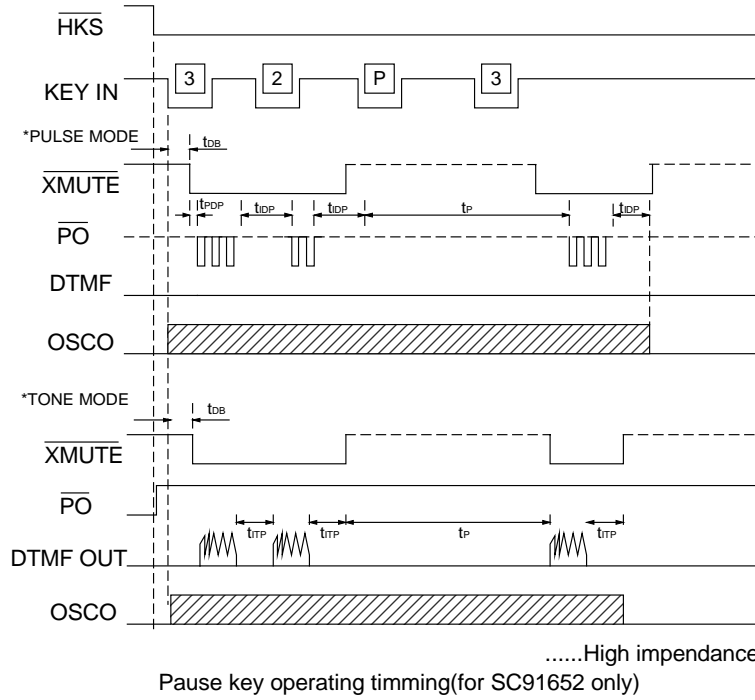 HKS
KEY IN 3 2 P 3
*PULSE MODE tDB
XMUTE
tPDP tIDP tIDP tP tIDP
PO
DTMF
OSCO
*TONE MODE tDB
XMUTE
PO
tITP tITP tP tITP
DTMF OUT
OSCO
......High impendance
Pause key operating timming(for SC91652 only)